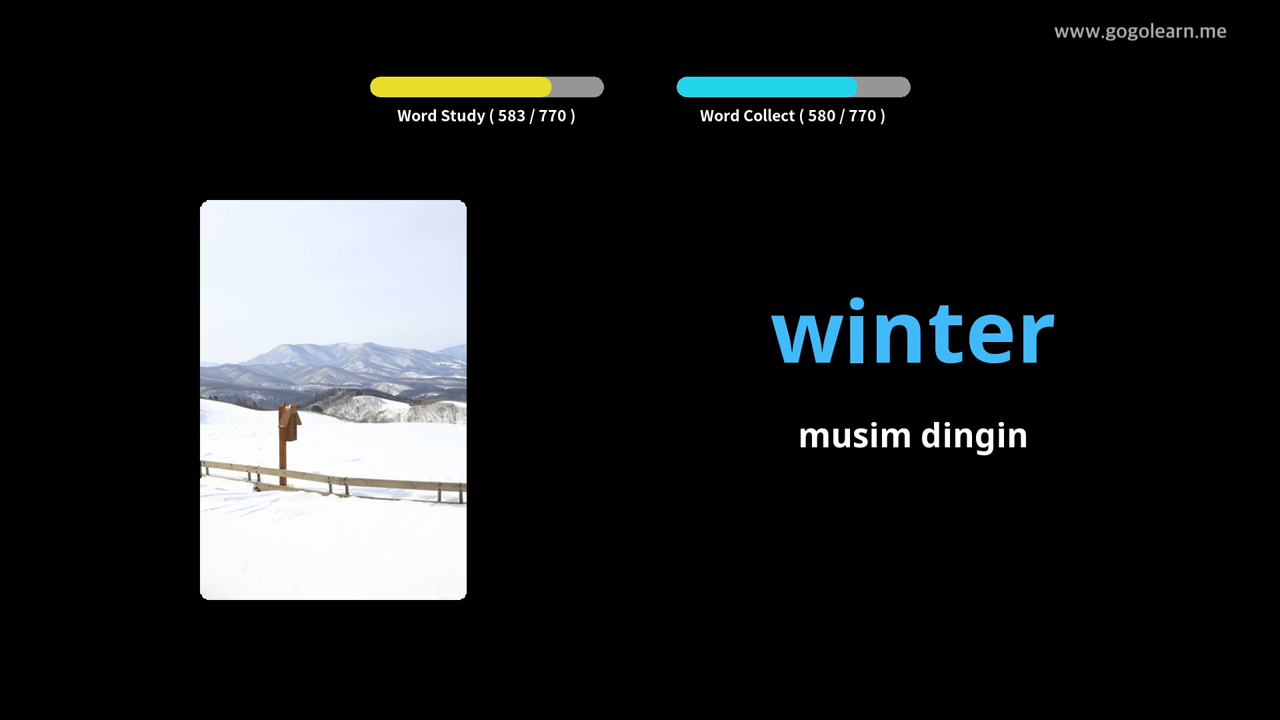 www.gogolearn.me
Word Study ( 583 / 770 )
Word Collect ( 580 / 770 )
winter
musim dingin